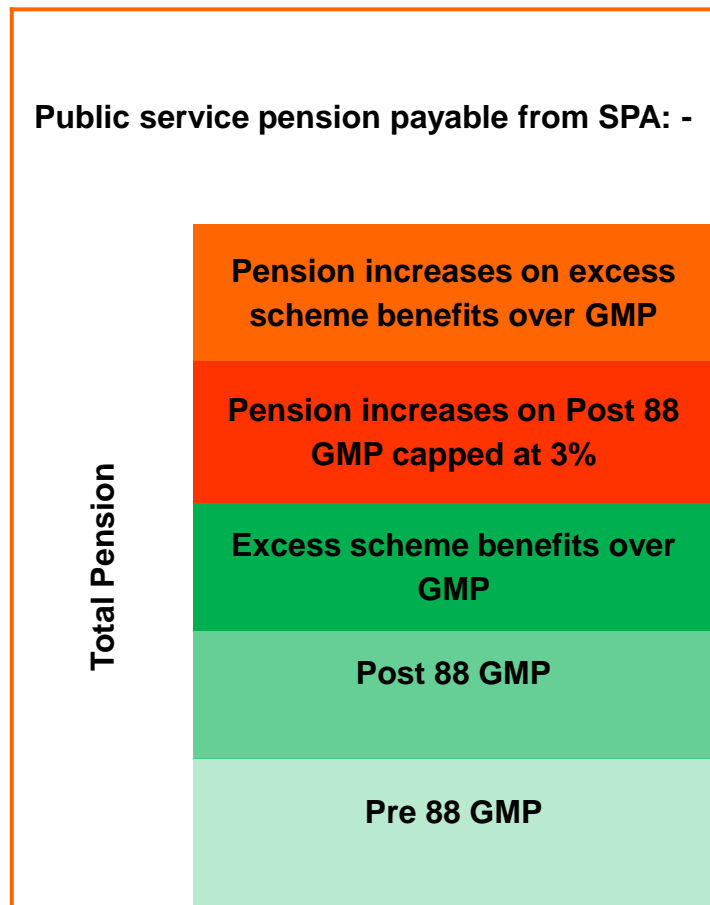 Public service pension payable from SPA: -
Pension increases on excess
scheme benefits over GMP
Pension increases on Post 88
GMP capped at 3%
Excess scheme benefits over
GMP
Post 88 GMP
Pre 88 GMP
Total Pension